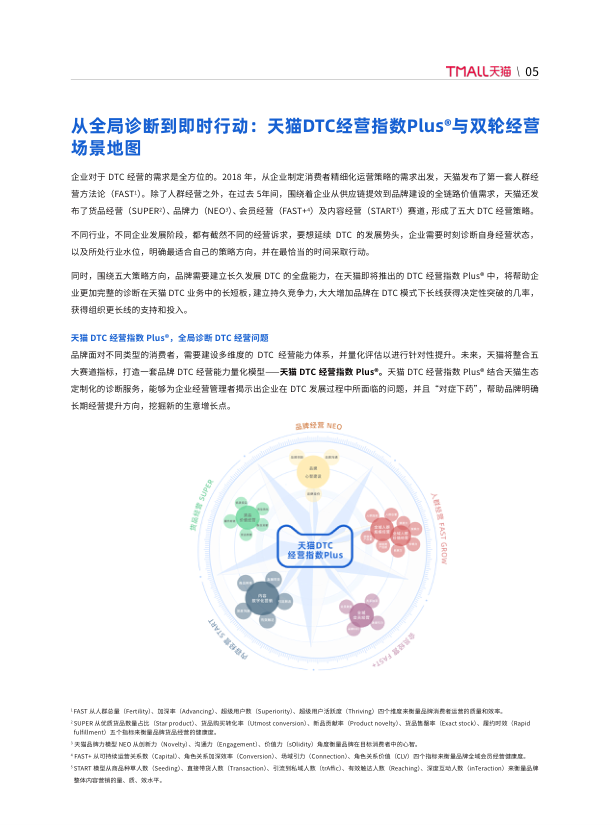 TMALL天猫 \ 05
从全局诊断到即时行动：天猫DTC经营指数Plus®与双轮经营
场景地图
企业对于 DTC 经营的需求是全方位的。2018 年，从企业制定消费者精细化运营策略的需求出发，天猫发布了第一套人群经
营方法论（FAST¹）。除了人群经营之外，在过去 5年间，围绕着企业从供应链提效到品牌建设的全链路价值需求，天猫还发
布了货品经营（SUPER²）、品牌力（NEO³）、会员经营（FAST+⁴）及内容经营（START⁵）赛道，形成了五大 DTC 经营策略。
不同行业，不同企业发展阶段，都有截然不同的经营诉求，要想延续 DTC 的发展势头，企业需要时刻诊断自身经营状态，
以及所处行业水位，明确最适合自己的策略方向，并在最恰当的时间采取行动。
同时，围绕五大策略方向，品牌需要建立长久发展 DTC 的全盘能力，在天猫即将推出的 DTC 经营指数 Plus® 中，将帮助企
业更加完整的诊断在天猫 DTC 业务中的长短板，建立持久竞争力，大大增加品牌在 DTC 模式下长线获得决定性突破的几率，
获得组织更长线的支持和投入。
天猫 DTC 经营指数 Plus®，全局诊断 DTC 经营问题
品牌面对不同类型的消费者，需要建设多维度的 DTC 经营能力体系，并量化评估以进行针对性提升。未来，天猫将整合五
大赛道指标，打造一套品牌 DTC 经营能力量化模型——天猫 DTC 经营指数 Plus®。天猫 DTC 经营指数 Plus® 结合天猫生态
定制化的诊断服务，能够为企业经营管理者揭示出企业在 DTC 发展过程中所面临的问题，并且“对症下药”，帮助品牌明确
长期经营提升方向，挖掘新的生意增长点。
品牌经营 NEO
货品经营 SUPER
人群经营 FAST GROW
品牌
心智建设
天猫DTC
经营指数Plus
内容
数字化营销
内容经营 START
会员经营 FAST+
¹ FAST 从人群总量（Fertility）、加深率（Advancing）、超级用户数（Superiority）、超级用户活跃度（Thriving）四个维度来衡量品牌消费者运营的质量和效率。
² SUPER 从优质货品数量占比（Star product）、货品购买转化率（Utmost conversion）、新品贡献率（Product novelty）、货品售罄率（Exact stock）、履约时效（Rapid
fulfillment）五个指标来衡量品牌货品经营的健康度。
³ 天猫品牌力模型 NEO 从创新力（Novelty）、沟通力（Engagement）、价值力（sOlidity）角度衡量品牌在目标消费者中的心智。
⁴ FAST+ 从可持续运营关系数（Capital）、角色关系加深效率（Conversion）、场域引力（Connection）、角色关系价值（CLV）四个指标来衡量品牌全域会员经营健康度。
⁵ START 模型从商品种草人数（Seeding）、直接带货人数（Transaction）、引流到私域人数（trAffic）、有效触达人数（Reaching）、深度互动人数（inTeraction）来衡量品牌
整体内容营销的量、质、效水平。